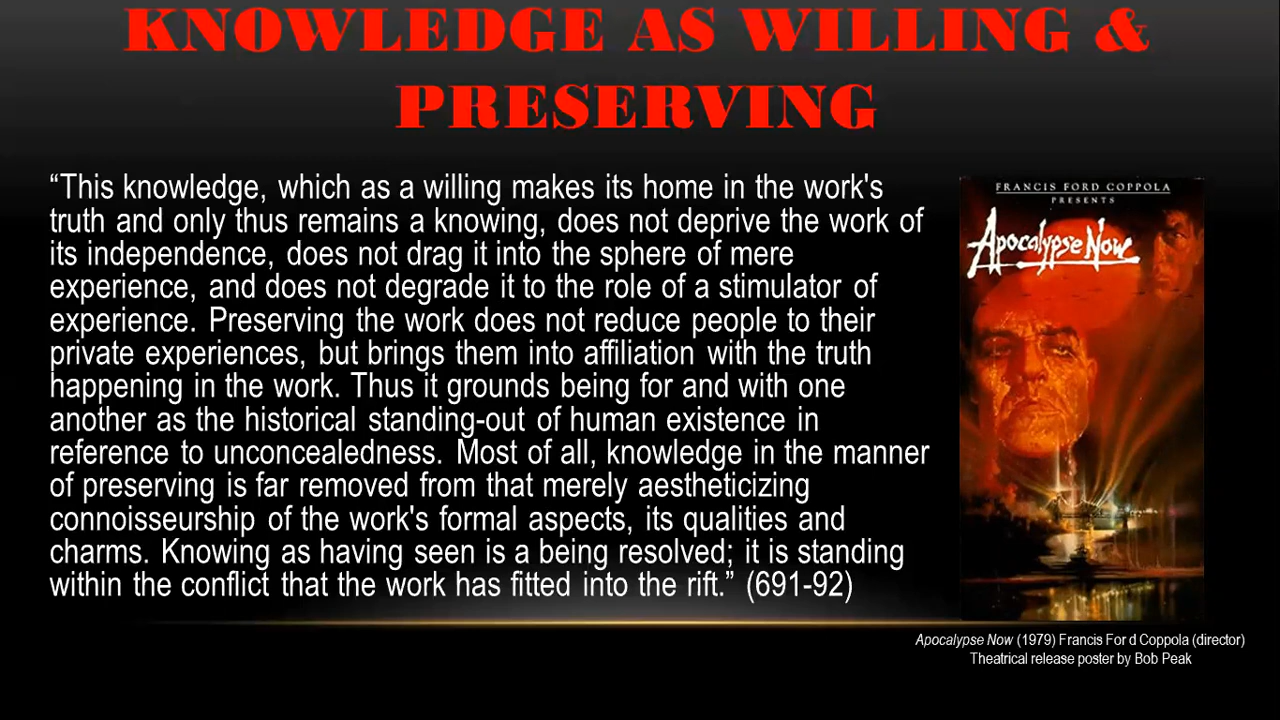 KNOWLEDGE AS WILLING &
PRESERVING
“This knowledge, which as a willing makes its home in the work's
truth and only thus remains a knowing, does not deprive the work of
its independence, does not drag it into the sphere of mere
experience, and does not degrade it to the role of a stimulator of
experience. Preserving the work does not reduce people to their
private experiences, but brings them into affiliation with the truth
happening in the work. Thus it grounds being for and with one
another as the historical standing-out of human existence in
reference to unconcealedness. Most of all, knowledge in the manner
of preserving is far removed from that merely aestheticizing
connoisseurship of the work's formal aspects, its qualities and
charms. Knowing as having seen is a being resolved; it is standing
within the conflict that the work has fitted into the rift.” (691-92)
FRANCIS FORD COPPOLA
PRESENTS
Apocalypse Now
Apocalypse Now (1979) Francis For d Coppola (director)
Theatrical release poster by Bob Peak